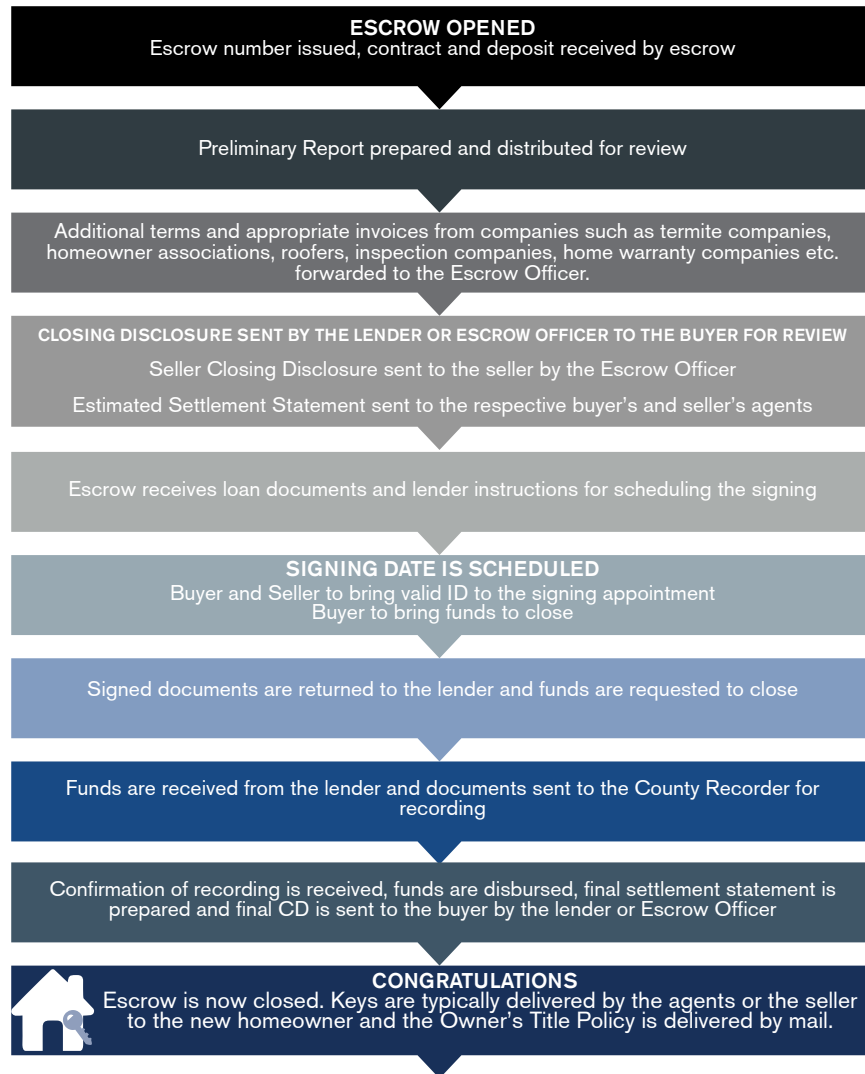 ESCROW OPENED
Escrow number issued, contract and deposit received by escrow
Preliminary Report prepared and distributed for review
Additional terms and appropriate invoices from companies such as termite companies,
homeowner associations, roofers, inspection companies, home warranty companies etc.
forwarded to the Escrow Officer.
CLOSING DISCLOSURE SENT BY THE LENDER OR ESCROW OFFICER TO THE BUYER FOR REVIEW
Seller Closing Disclosure sent to the seller by the Escrow Officer
Estimated Settlement Statement sent to the respective buyer’s and seller’s agents
Escrow receives loan documents and lender instructions for scheduling the signing
SIGNING DATE IS SCHEDULED
Buyer and Seller to bring valid ID to the signing appointment
Buyer to bring funds to close
Signed documents are returned to the lender and funds are requested to close
Funds are received from the lender and documents sent to the County Recorder for
recording
Confirmation of recording is received, funds are disbursed, final settlement statement is
prepared and final CD is sent to the buyer by the lender or Escrow Officer
CONGRATULATIONS
Escrow is now closed. Keys are typically delivered by the agents or the seller
to the new homeowner and the Owner’s Title Policy is delivered by mail.